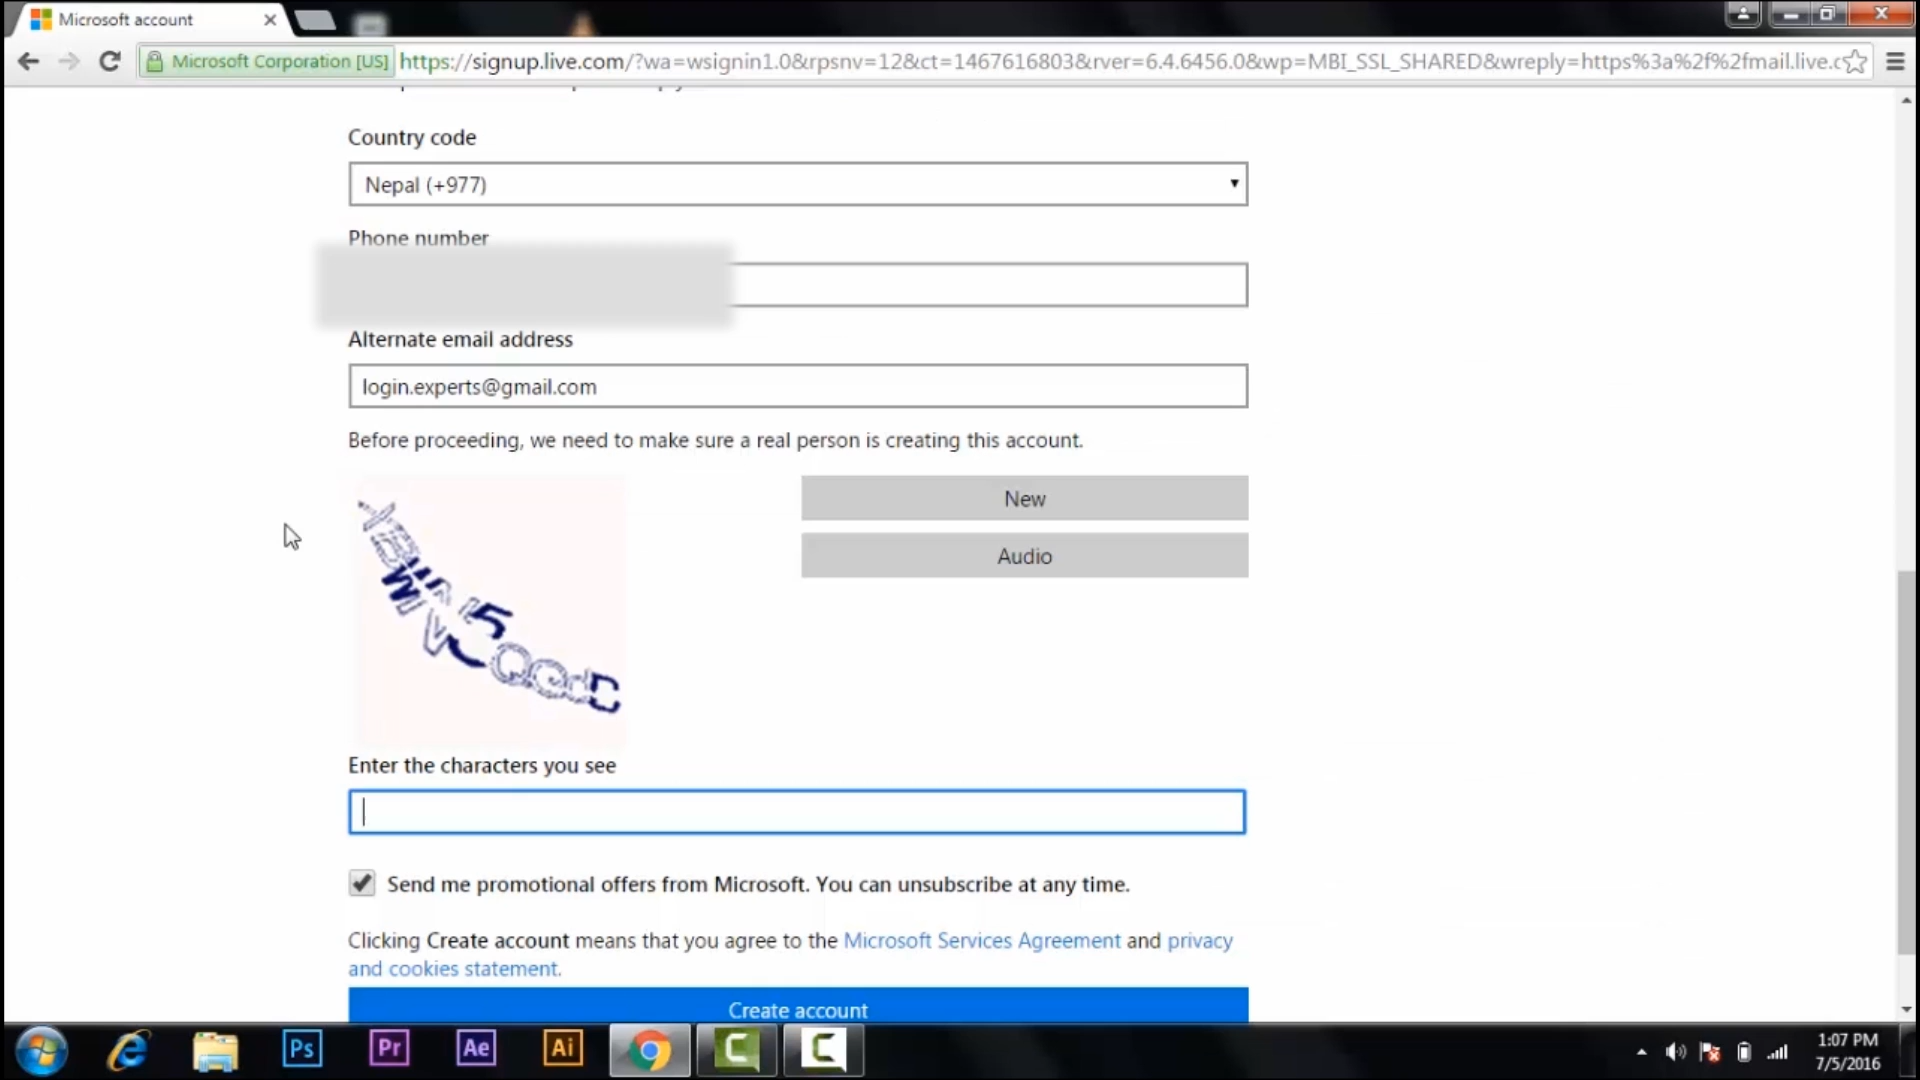 Microsoft account
Microsoft Corporation [US] https://signup.live.com/?wa=wsignin1.0&rpsnv=12&ct=1467616803&rver=6.4.6456.0&wp=MBI_SSL_SHARED&wreply=https%3a%2f%2fmail.live.c
Country code
Nepal (+977)
Phone number
Alternate email address
login.experts@gmail.com
Before proceeding, we need to make sure a real person is creating this account.
New
Audio
Enter the characters you see
Send me promotional offers from Microsoft. You can unsubscribe at any time.
Clicking Create account means that you agree to the Microsoft Services Agreement and privacy
and cookies statement.
Create account
Ps Pr Ae Ai
1:07 PM
7/5/2016